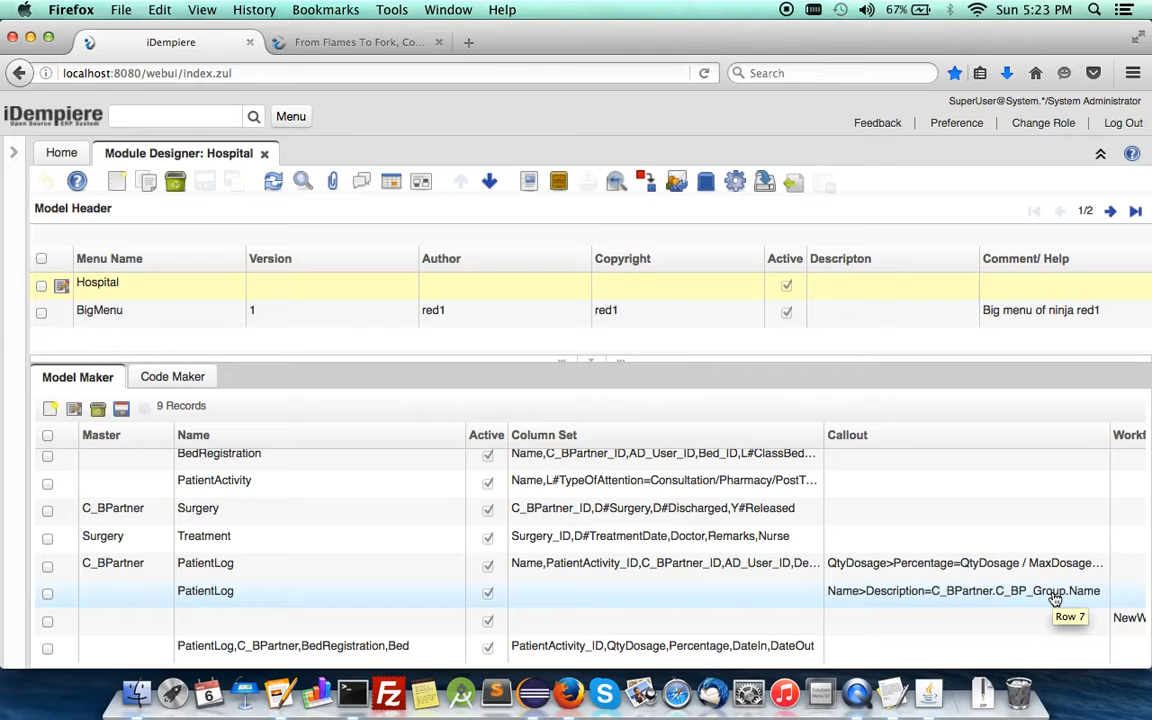 Firefox File Edit View History Bookmarks Tools Window Help 67% Sun 5:23 PM
iDempiere From Flames To Fork, Co...
localhost:8080/webui/index.zul Search
iDempiere Menu SuperUser@System.*/System Administrator
Open Source ERP System
Feedback Preference Change Role Log Out
Home Module Designer: Hospital
Model Header 1/2
Menu Name Version Author Copyright Active Descripton Comment/ Help
Hospital
BigMenu 1 red1 red1 Big menu of ninja red1
Model Maker Code Maker
9 Records
Master Name Active Column Set Callout Workf
BedRegistration Name,C_BPartner_ID,AD_User_ID,Bed_ID,L#ClassBed...
PatientActivity Name,L#TypeOfAttention=Consultation/Pharmacy/PostT...
C_BPartner Surgery C_BPartner_ID,D#Surgery,D#Discharged,Y#Released
Surgery Treatment Surgery_ID,D#TreatmentDate,Doctor,Remarks,Nurse
C_BPartner PatientLog Name,PatientActivity_ID,C_BPartner_ID,AD_User_ID,De... QtyDosage>Percentage=QtyDosage / MaxDosage...
PatientLog Name>Description=C_BPartner.C_BP_Group.Name
Row 7
NewW
PatientLog,C_BPartner,BedRegistration,Bed PatientActivity_ID,QtyDosage,Percentage,DateIn,DateOut